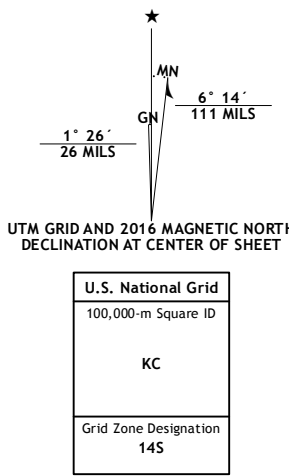 MN
GN
6° 14´
111 MILS
1° 26´
26 MILS
UTM GRID AND 2016 MAGNETIC NORTH
DECLINATION AT CENTER OF SHEET
U.S. National Grid
100,000-m Square ID
KC
Grid Zone Designation
14S